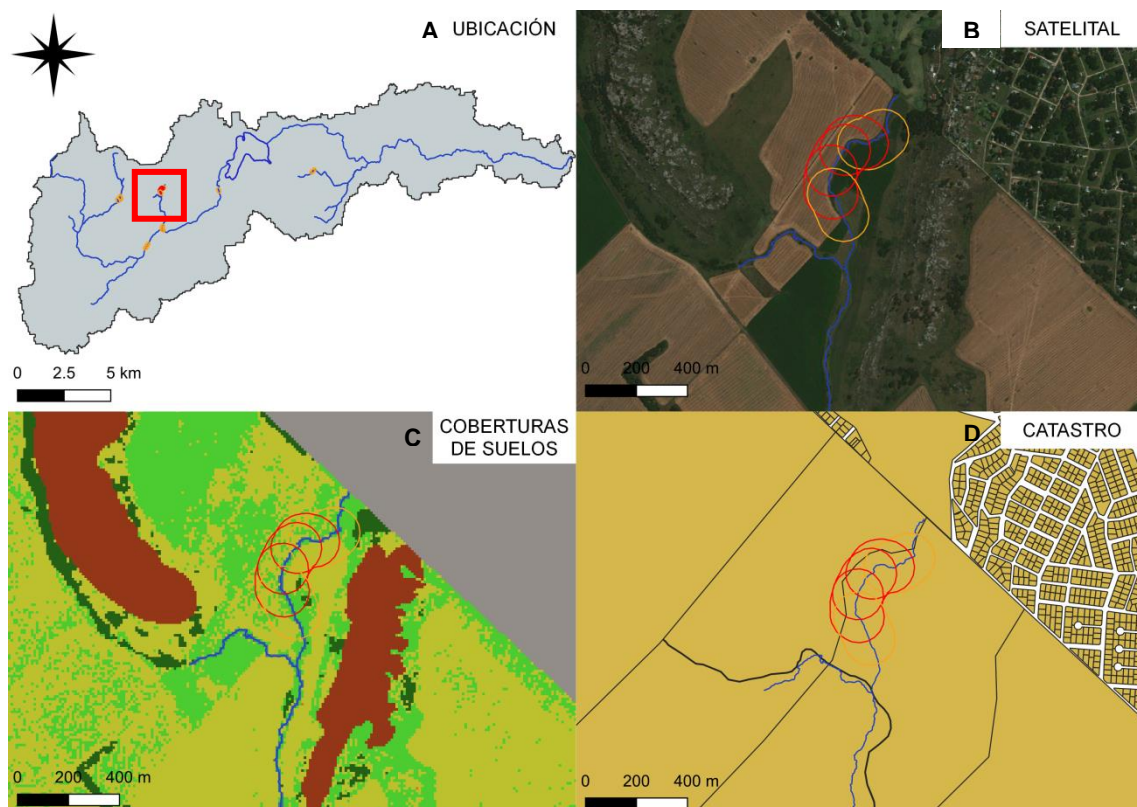 A UBICACIÓN
0 2.5 5 km
B SATELITAL
0 200 400 m
C COBERTURAS
DE SUELOS
0 200 400 m
D CATASTRO
0 200 400 m